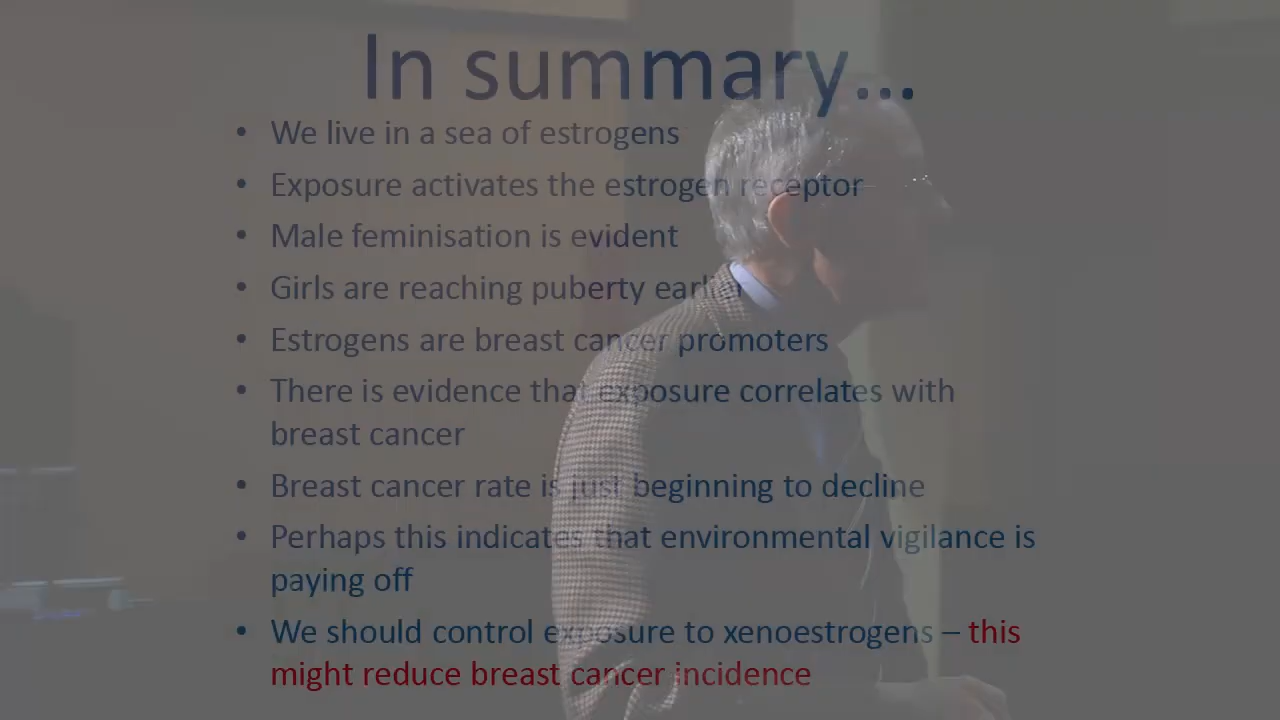 In summary...
• We live in a sea of estrogens
• Exposure activates the estrogen receptor
• Male feminisation is evident
• Girls are reaching puberty earlier
• Estrogens are breast cancer promoters
• There is evidence that exposure correlates with
breast cancer
• Breast cancer rate is just beginning to decline
• Perhaps this indicates that environmental vigilance is
paying off
• We should control exposure to xenoestrogens – this
might reduce breast cancer incidence